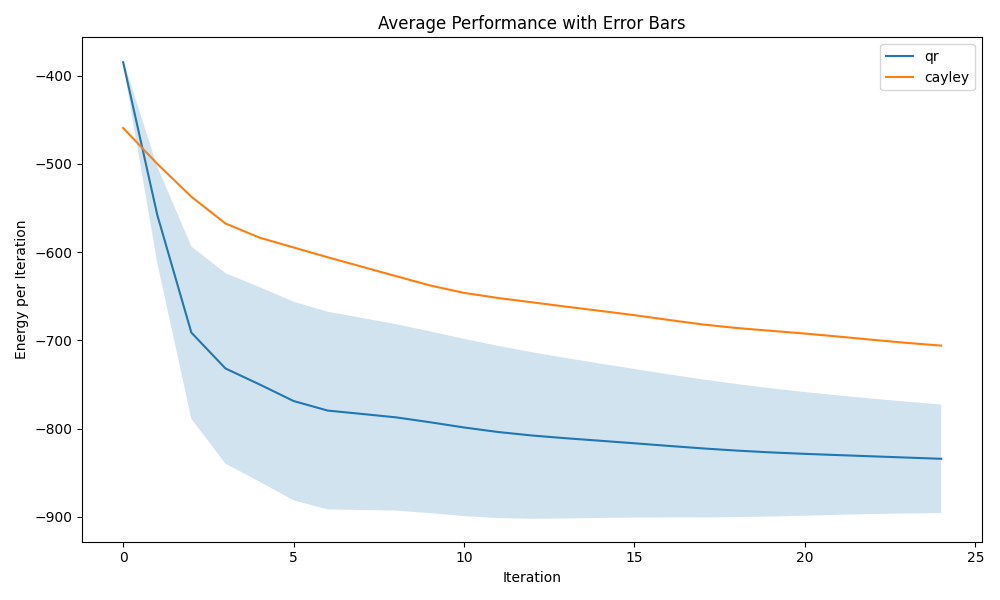 Average Performance with Error Bars
qr
cayley
Energy per Iteration
−400
−500
−600
−700
−800
−900
0 5 10 15 20 25
Iteration